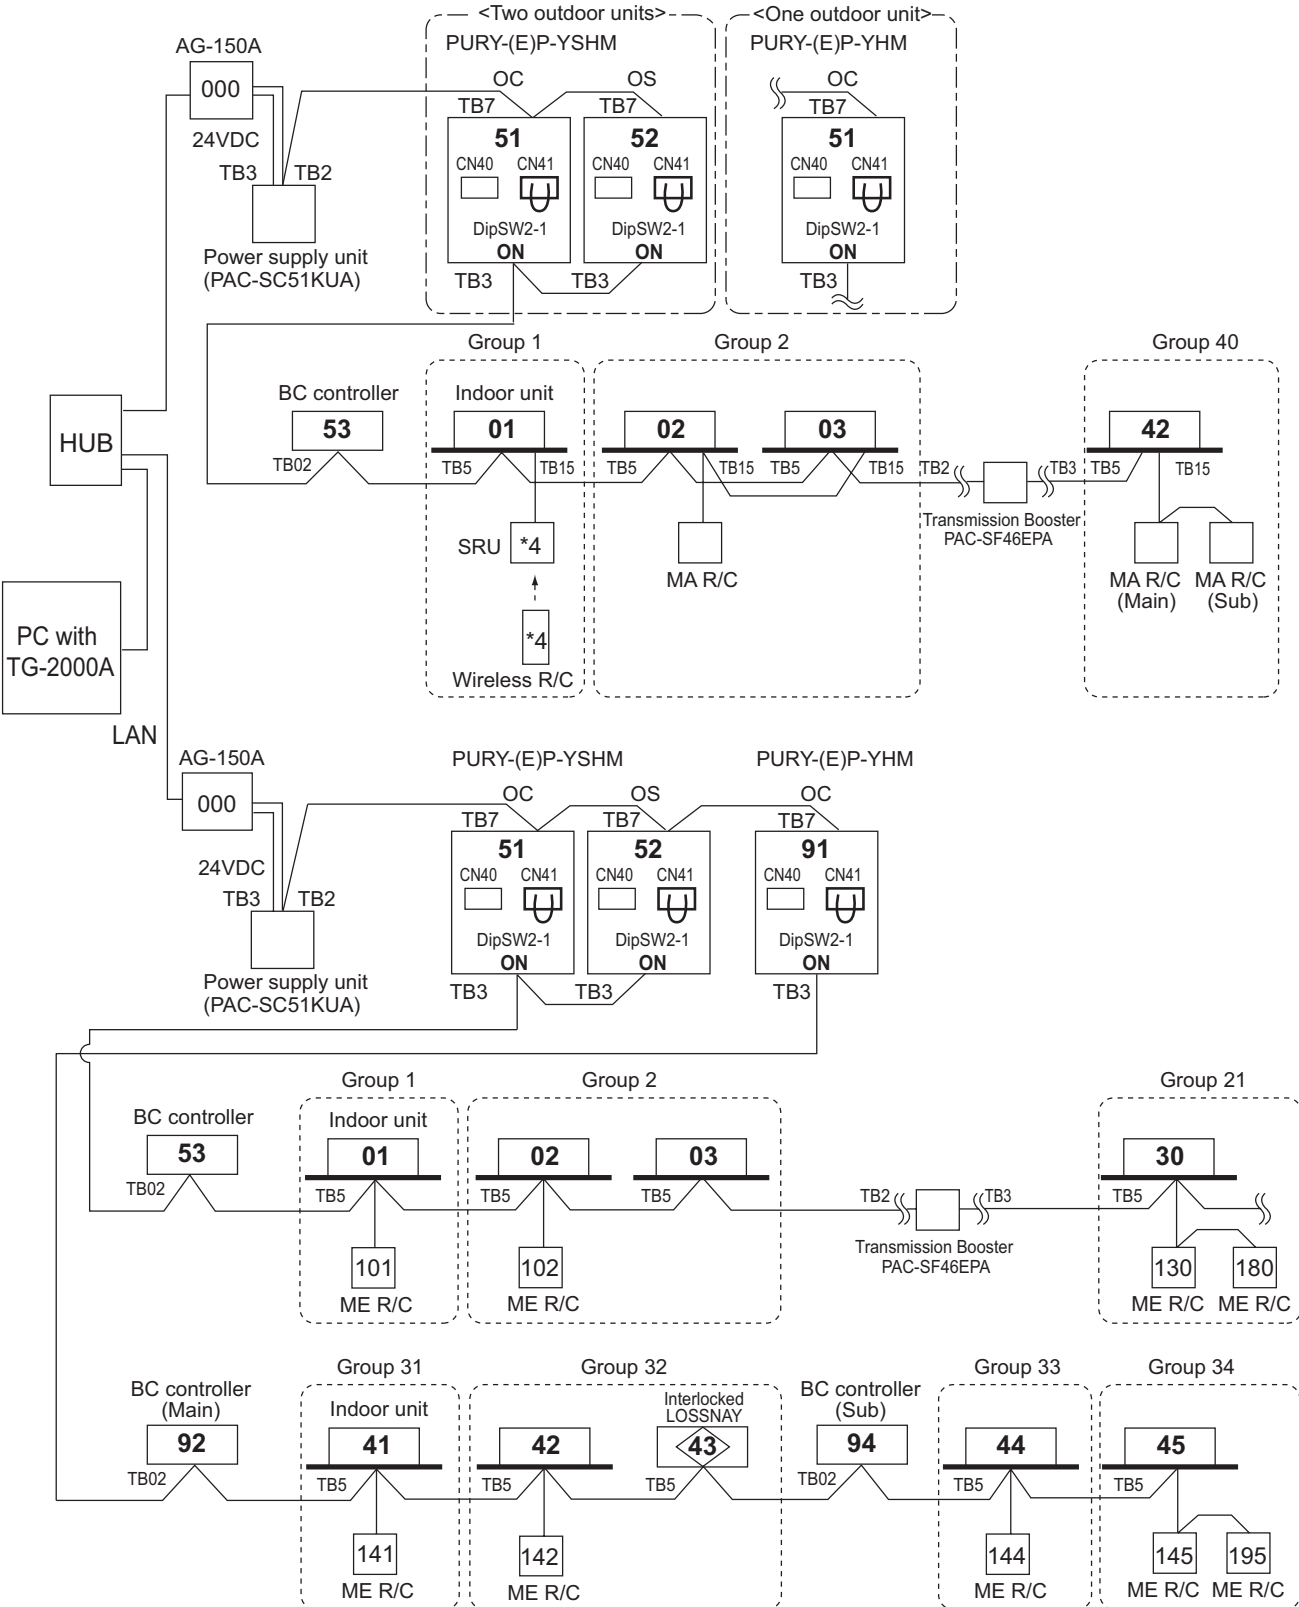 <Two outdoor units>
<One outdoor unit>
PURY-(E)P-YSHM
PURY-(E)P-YHM
AG-150A
000
24VDC
TB3
TB2
Power supply unit
(PAC-SC51KUA)
OC
OS
OC
TB7
TB7
TB7
51
52
51
CN40
CN41
CN40
CN41
CN40
CN41
DipSW2-1
DipSW2-1
DipSW2-1
ON
ON
ON
TB3
TB3
TB3
Group 1
Group 2
Group 40
BC controller
Indoor unit
HUB
53
01
02
03
42
TB02
TB5
TB15
TB5
TB15
TB5
TB15
TB2
TB3
TB5
TB15
Transmission Booster
PAC-SF46EPA
SRU
*4
MA R/C
MA R/C
(Main)
MA R/C
(Sub)
*4
Wireless R/C
PC with
TG-2000A
LAN
AG-150A
000
24VDC
TB3
TB2
Power supply unit
(PAC-SC51KUA)
PURY-(E)P-YSHM
PURY-(E)P-YHM
OC
OS
OC
TB7
TB7
TB7
51
52
91
CN40
CN41
CN40
CN41
CN40
CN41
DipSW2-1
DipSW2-1
DipSW2-1
ON
ON
ON
TB3
TB3
TB3
Group 1
Group 2
Group 21
BC controller
Indoor unit
53
01
02
03
30
TB02
TB5
TB5
TB5
TB2
TB3
TB5
Transmission Booster
PAC-SF46EPA
101
102
130
180
ME R/C
ME R/C
ME R/C
ME R/C
Group 31
Group 32
Group 33
Group 34
BC controller
(Main)
Indoor unit
Interlocked
LOSSNAY
BC controller
(Sub)
92
41
42
43
94
44
45
TB02
TB5
TB5
TB5
TB02
TB5
TB5
141
142
144
145
195
ME R/C
ME R/C
ME R/C
ME R/C
ME R/C